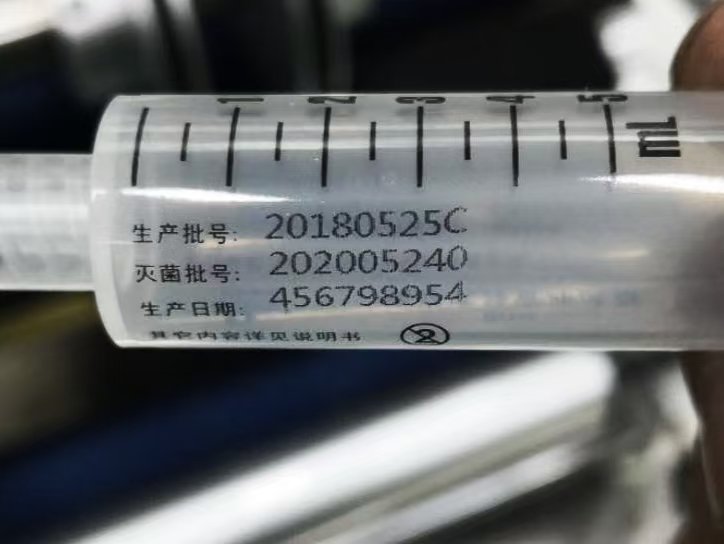 1 2 3 4 5 mL
生产批号: 20180525C
灭菌批号: 202005240
生产日期: 456798954
其它内容详见说明书